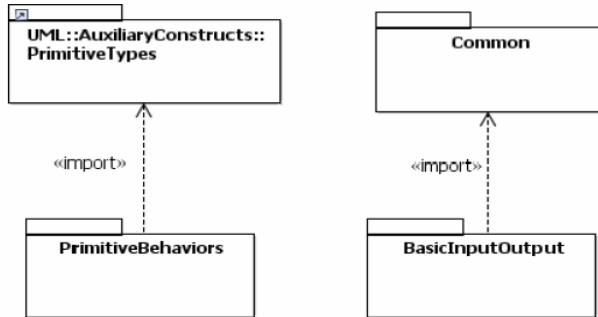 UML::AuxiliaryConstructs::
PrimitiveTypes
Common
«import»
«import»
PrimitiveBehaviors
BasicInputOutput